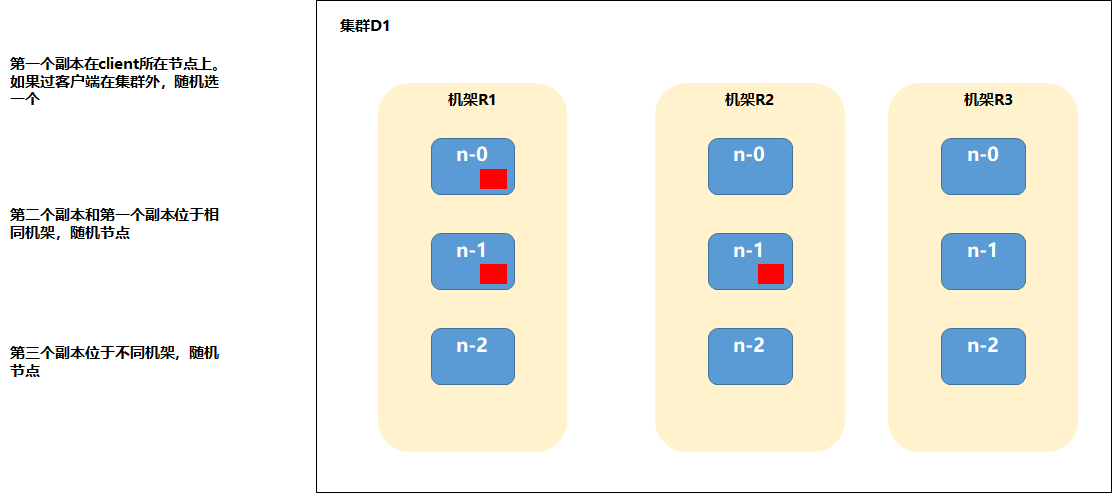 集群D1
第一个副本在client所在节点上。
如果过客户端在集群外，随机选
一个
第二个副本和第一个副本位于相
同机架，随机节点
第三个副本位于不同机架，随机
节点
机架R1
n-0
n-1
n-2
机架R2
n-0
n-1
n-2
机架R3
n-0
n-1
n-2